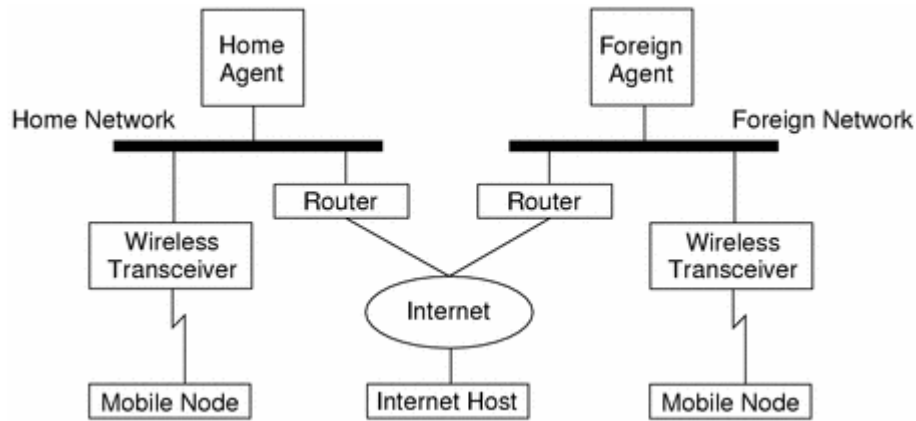 Home
Agent
Foreign
Agent
Home Network
Foreign Network
Router
Router
Wireless
Transceiver
Wireless
Transceiver
Internet
Mobile Node
Internet Host
Mobile Node